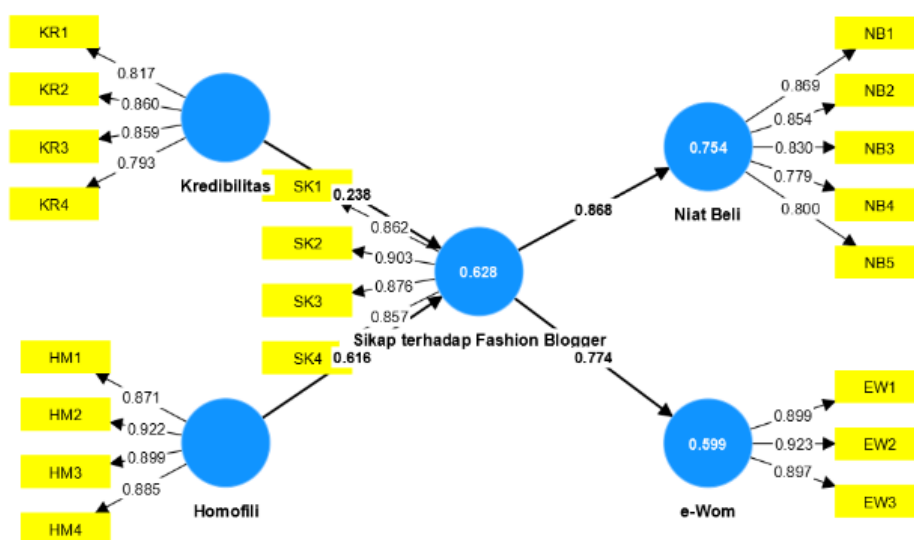 KR1
0.817
KR2
0.860
KR3
0.859
KR4
0.793
Kredibilitas
SK1
0.238
0.862
SK2
0.903
SK3
0.876
0.857
SK4
0.616
0.628
Sikap terhadap Fashion Blogger
HM1
0.871
HM2
0.922
HM3
0.899
HM4
0.885
Homofili
0.868
0.774
0.754
Niat Beli
NB1
0.869
NB2
0.854
NB3
0.830
NB4
0.779
NB5
0.800
0.599
e-Wom
EW1
0.899
EW2
0.923
EW3
0.897